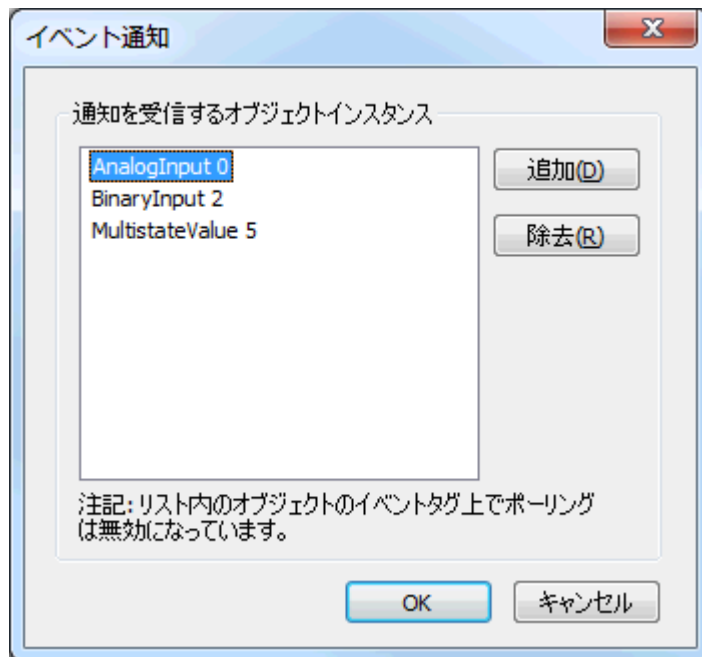 イベント通知
通知を受信するオブジェクトインスタンス
AnalogInput 0
BinaryInput 2
MultistateValue 5
追加(D)
除去(R)
注記: リスト内のオブジェクトのイベントタグ上でポーリング
は無効になっています。
OK
キャンセル